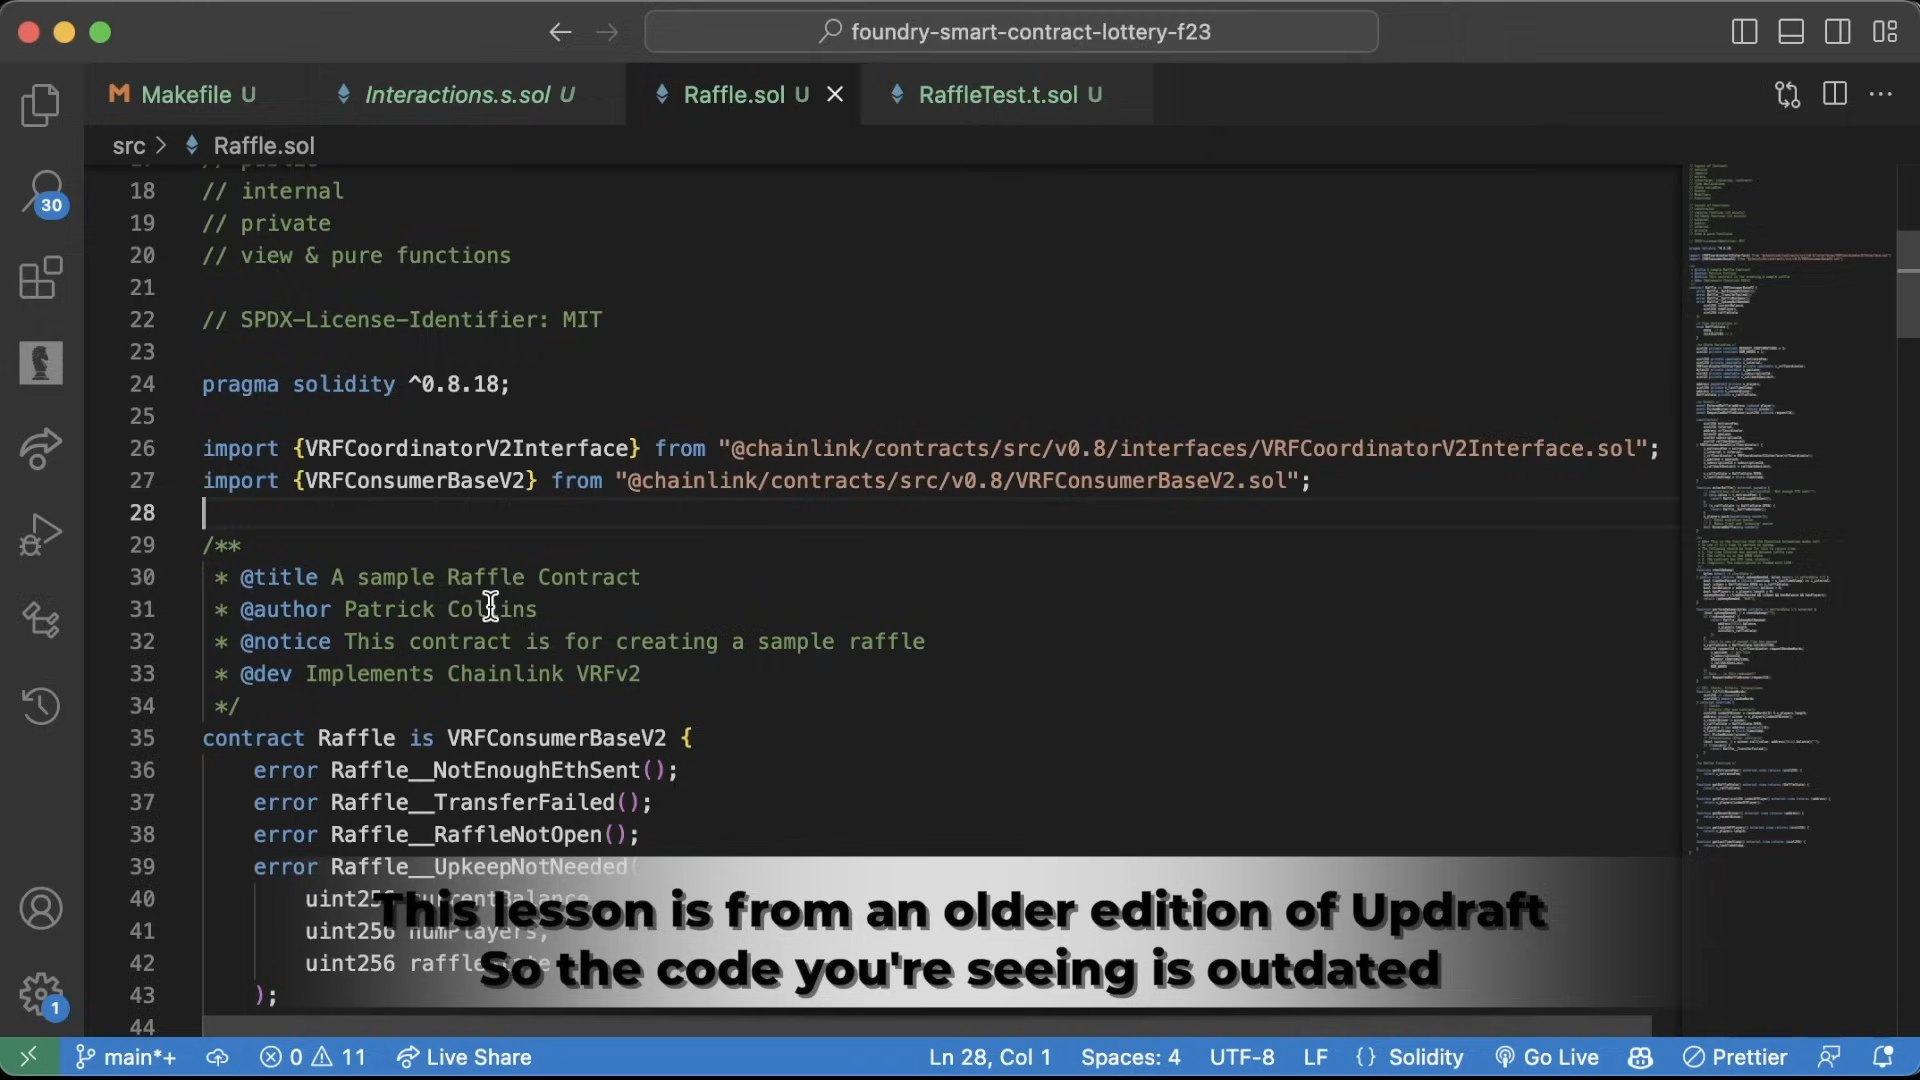 foundry-smart-contract-lottery-f23
Makefile U
Interactions.s.sol U
Raffle.sol U
RaffleTest.t.sol U
src > Raffle.sol
30
18 // internal
19 // private
20 // view & pure functions
21
22 // SPDX-License-Identifier: MIT
23
24 pragma solidity ^0.8.18;
25
26 import {VRFCoordinatorV2Interface} from "@chainlink/contracts/src/v0.8/interfaces/VRFCoordinatorV2Interface.sol";
27 import {VRFConsumerBaseV2} from "@chainlink/contracts/src/v0.8/VRFConsumerBaseV2.sol";
28
29 /**
30 * @title A sample Raffle Contract
31 * @author Patrick Collins
32 * @notice This contract is for creating a sample raffle
33 * @dev Implements Chainlink VRFv2
34 */
35 contract Raffle is VRFConsumerBaseV2 {
36 error Raffle__NotEnoughEthSent();
37 error Raffle__TransferFailed();
38 error Raffle__RaffleNotOpen();
39 error Raffle__UpkeepNotNeeded(
40 uint256 currentBalance,
41 uint256 numPlayers,
42 uint256 raffleState
43 );
44
This lesson is from an older edition of Updraft
So the code you're seeing is outdated
1
main*+ 0 11 Live Share Ln 28, Col 1 Spaces: 4 UTF-8 LF {} Solidity Go Live Prettier